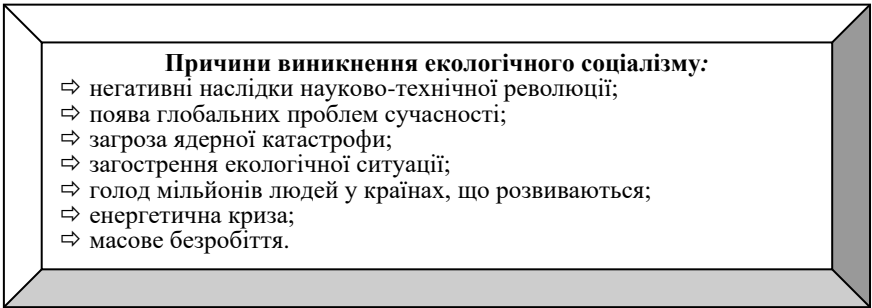 Причини виникнення екологічного соціалізму:
⇨ негативні наслідки науково-технічної революції;
⇨ поява глобальних проблем сучасності;
⇨ загроза ядерної катастрофи;
⇨ загострення екологічної ситуації;
⇨ голод мільйонів людей у країнах, що розвиваються;
⇨ енергетична криза;
⇨ масове безробіття.